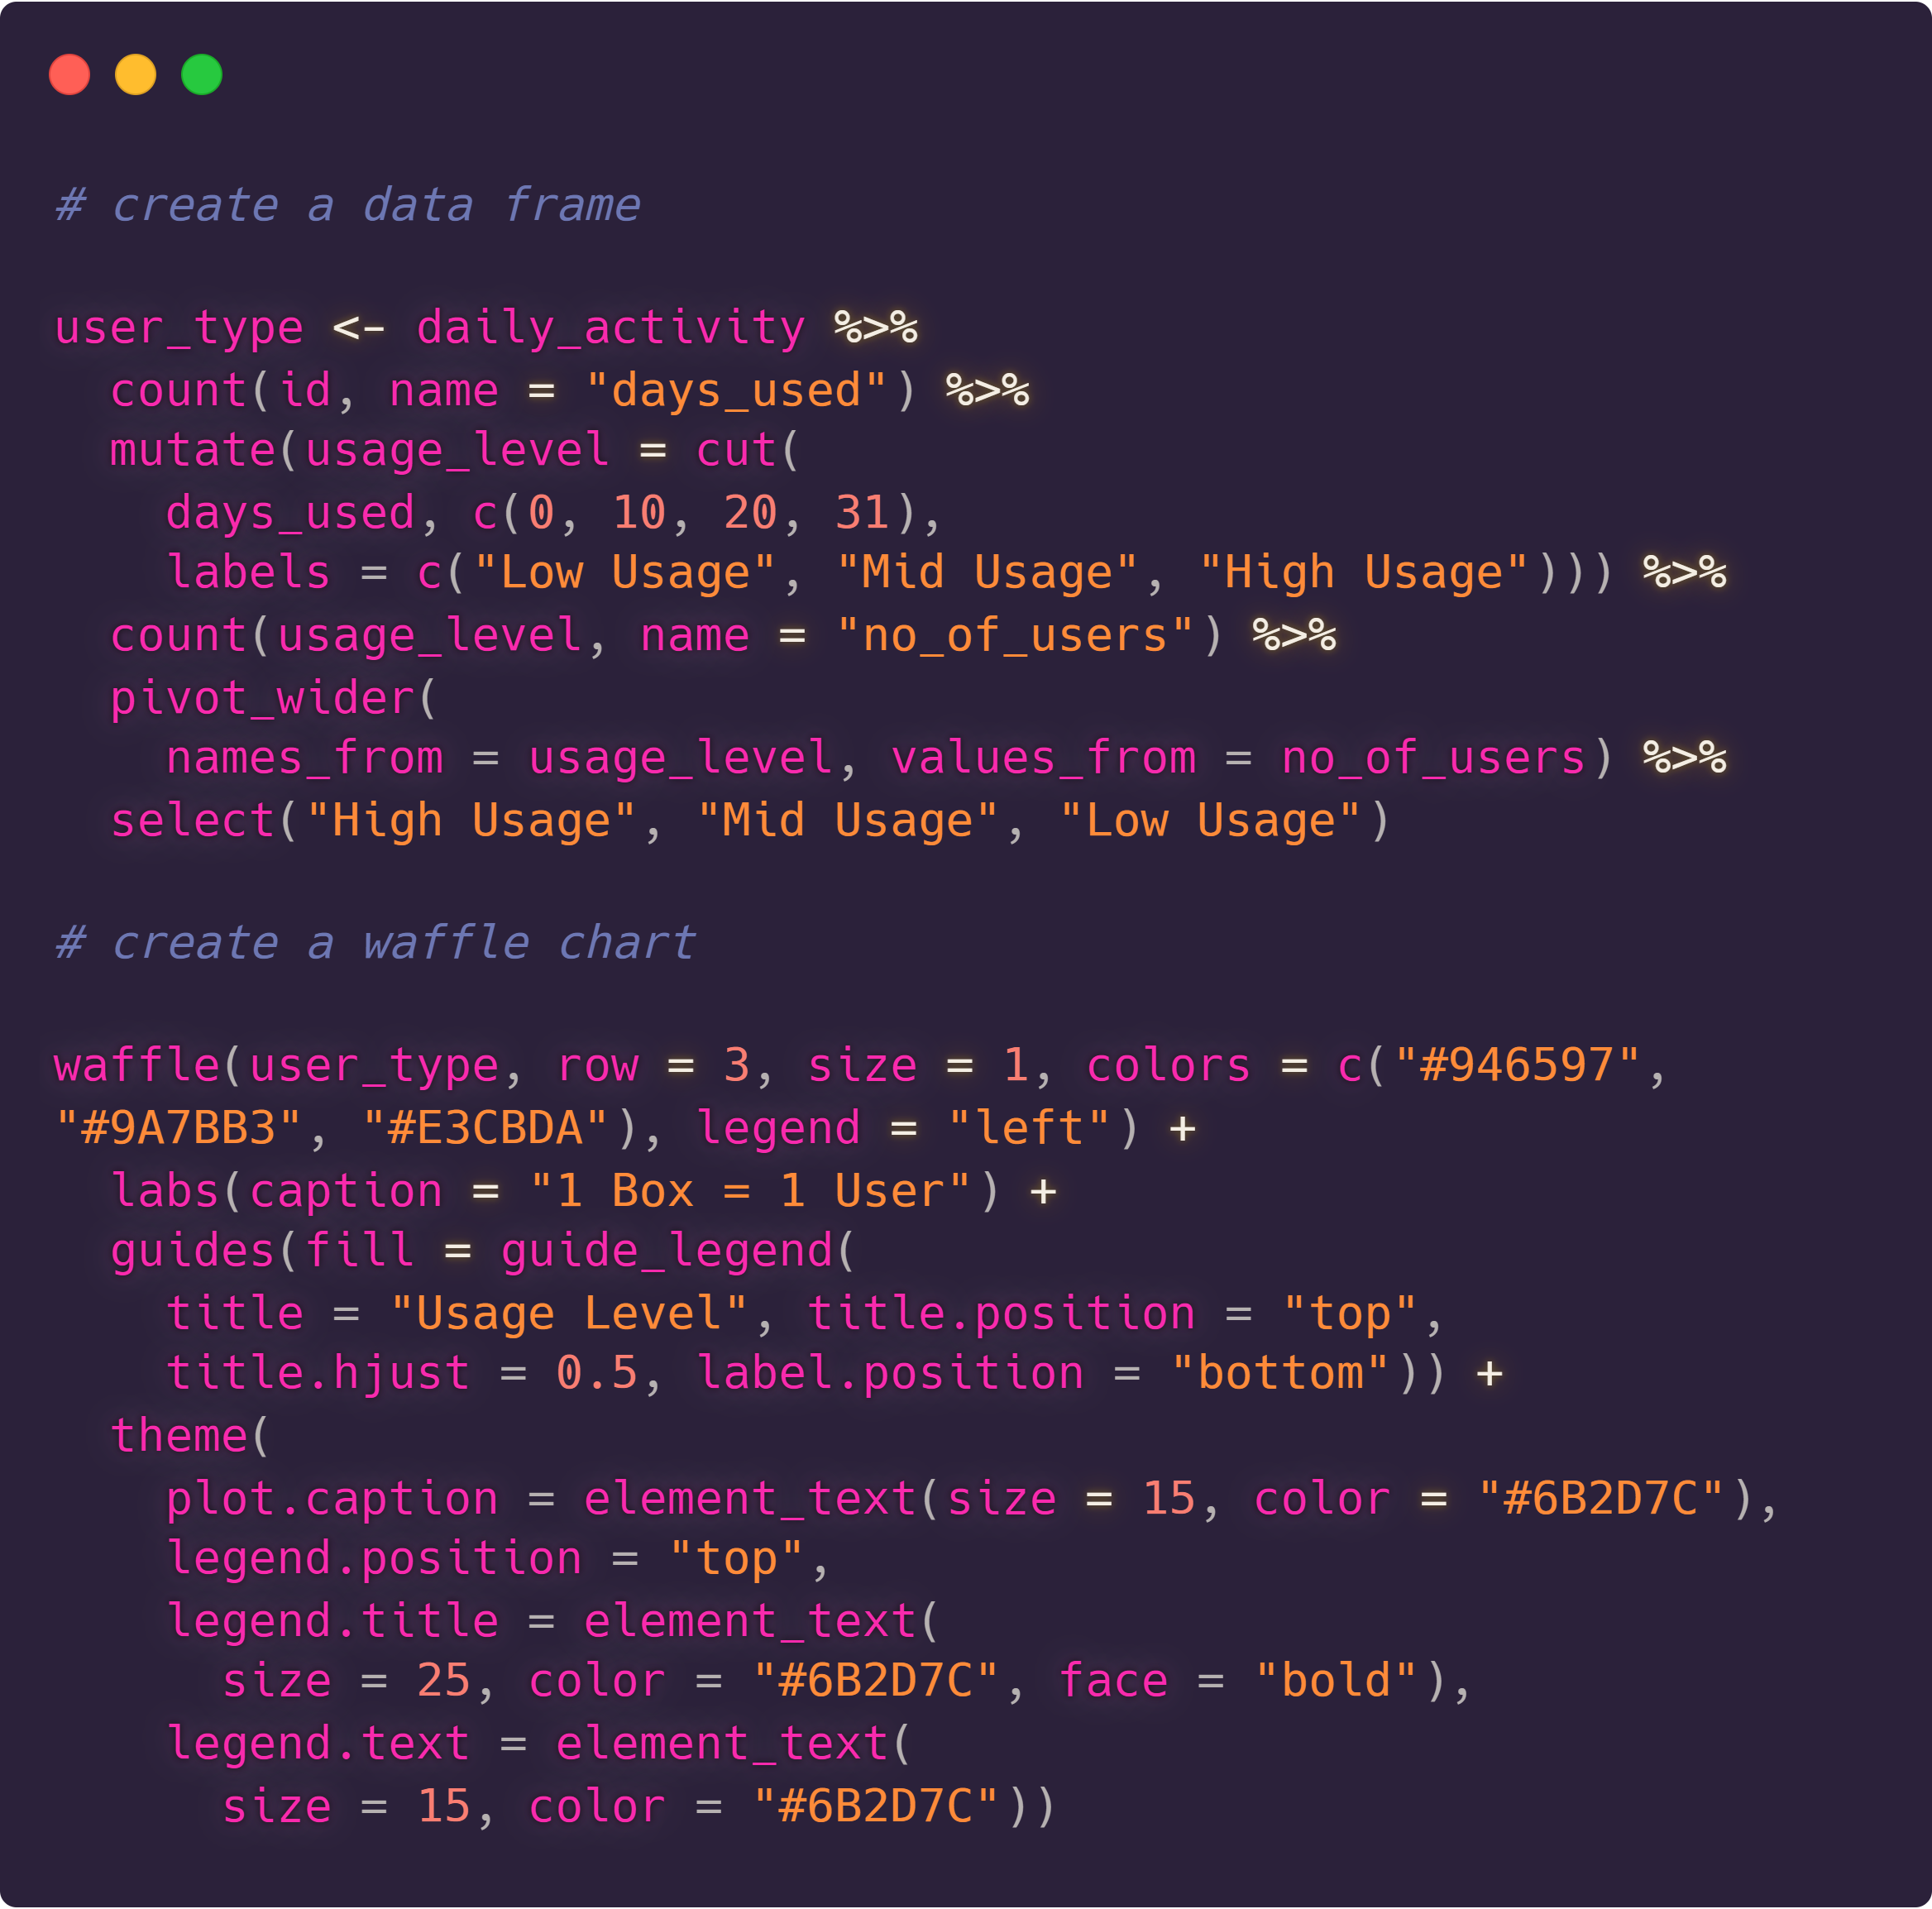 # create a data frame
user_type <- daily_activity %>%
  count(id, name = "days_used") %>%
  mutate(usage_level = cut(
    days_used, c(0, 10, 20, 31),
    labels = c("Low Usage", "Mid Usage", "High Usage"))) %>%
  count(usage_level, name = "no_of_users") %>%
  pivot_wider(
    names_from = usage_level, values_from = no_of_users) %>%
  select("High Usage", "Mid Usage", "Low Usage")
# create a waffle chart
waffle(user_type, row = 3, size = 1, colors = c("#946597",
"#9A7BB3", "#E3CBDA"), legend = "left") +
  labs(caption = "1 Box = 1 User") +
  guides(fill = guide_legend(
    title = "Usage Level", title.position = "top",
    title.hjust = 0.5, label.position = "bottom")) +
  theme(
    plot.caption = element_text(size = 15, color = "#6B2D7C"),
    legend.position = "top",
    legend.title = element_text(
      size = 25, color = "#6B2D7C", face = "bold"),
    legend.text = element_text(
      size = 15, color = "#6B2D7C"))